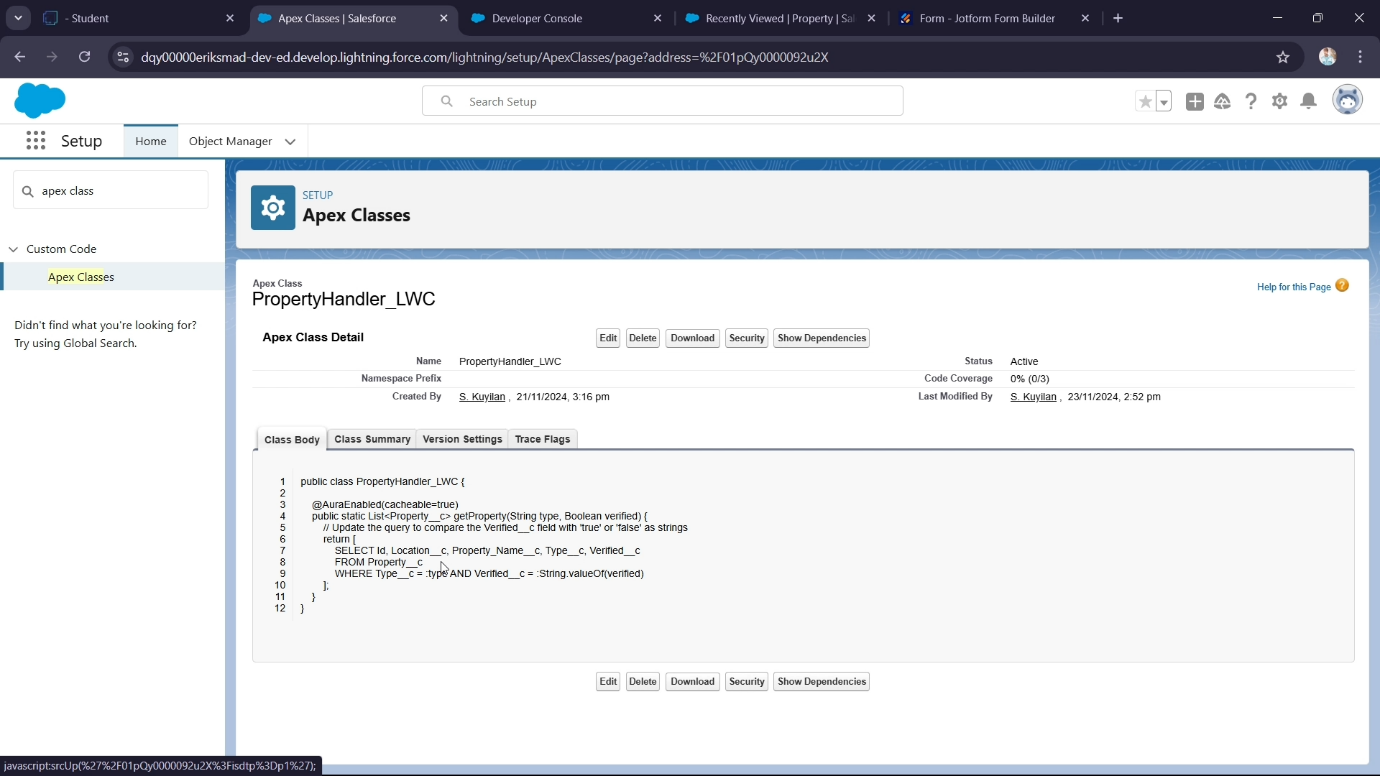 - Student
Apex Classes | Salesforce
Developer Console
Recently Viewed | Property | Sal
Form - Jotform Form Builder
dqy00000eriksmad-dev-ed.develop.lightning.force.com/lightning/setup/ApexClasses/page?address=%2F01pQy0000092u2X
Search Setup
Setup
Home
Object Manager
apex class
Custom Code
Apex Classes
Didn't find what you're looking for?
Try using Global Search.
SETUP
Apex Classes
Apex Class
PropertyHandler_LWC
Help for this Page ?
Apex Class Detail
Edit Delete Download Security Show Dependencies
Name PropertyHandler_LWC Status Active
Namespace Prefix Code Coverage 0% (0/3)
Created By S. Kuyilan , 21/11/2024, 3:16 pm Last Modified By S. Kuyilan , 23/11/2024, 2:52 pm
Class Body Class Summary Version Settings Trace Flags
1 public class PropertyHandler_LWC {
2
3 @AuraEnabled(cacheable=true)
4 public static List<Property__c> getProperty(String type, Boolean verified) {
5 // Update the query to compare the Verified__c field with 'true' or 'false' as strings
6 return [
7 SELECT Id, Location__c, Property_Name__c, Type__c, Verified__c
8 FROM Property__c
9 WHERE Type__c = :type AND Verified__c = :String.valueOf(verified)
10 ];
11 }
12 }
Edit Delete Download Security Show Dependencies
javascript:srcUp(%27%2F01pQy0000092u2X%3Fisdtp%3Dp1%27);